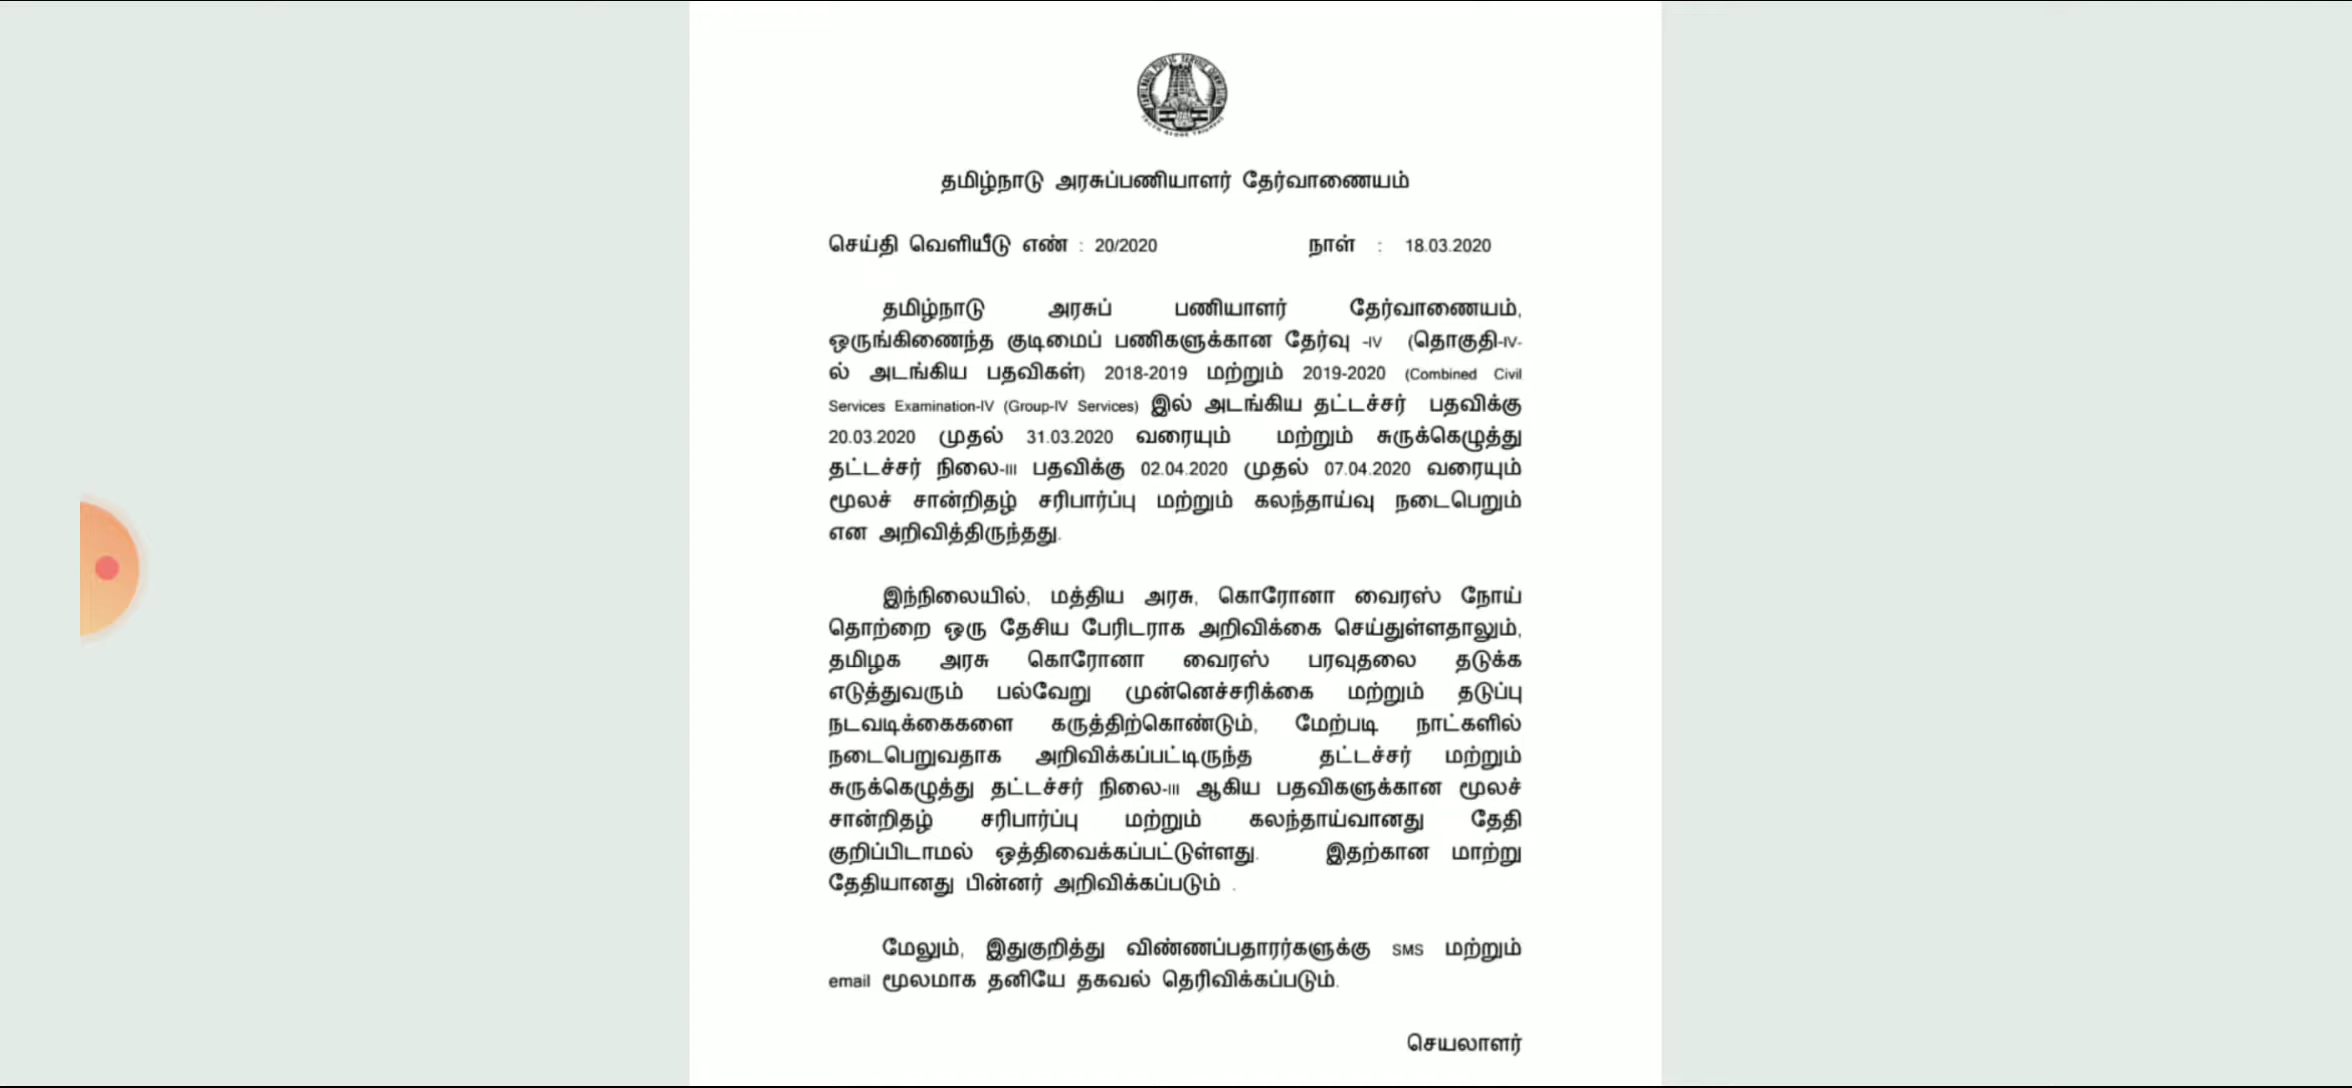 TAMILNADU PUBLIC SERVICE COMMISSION
TRUTH ALONE TRIUMPHS
தமிழ்நாடு அரசுப்பணியாளர் தேர்வாணையம்
செய்தி வெளியீடு எண் : 20/2020 நாள் : 18.03.2020
தமிழ்நாடு அரசுப் பணியாளர் தேர்வாணையம்,
ஒருங்கிணைந்த குடிமைப் பணிகளுக்கான தேர்வு -IV (தொகுதி-IV-
ல் அடங்கிய பதவிகள்) 2018-2019 மற்றும் 2019-2020 (Combined Civil
Services Examination-IV (Group-IV Services) இல் அடங்கிய தட்டச்சர் பதவிக்கு
20.03.2020 முதல் 31.03.2020 வரையும் மற்றும் சுருக்கெழுத்து
தட்டச்சர் நிலை-III பதவிக்கு 02.04.2020 முதல் 07.04.2020 வரையும்
மூலச் சான்றிதழ் சரிபார்ப்பு மற்றும் கலந்தாய்வு நடைபெறும்
என அறிவித்திருந்தது.
இந்நிலையில், மத்திய அரசு, கொரோனா வைரஸ் நோய்
தொற்றை ஒரு தேசிய பேரிடராக அறிவிக்கை செய்துள்ளதாலும்,
தமிழக அரசு கொரோனா வைரஸ் பரவுதலை தடுக்க
எடுத்துவரும் பல்வேறு முன்னெச்சரிக்கை மற்றும் தடுப்பு
நடவடிக்கைகளை கருத்திற்கொண்டும், மேற்படி நாட்களில்
நடைபெறுவதாக அறிவிக்கப்பட்டிருந்த தட்டச்சர் மற்றும்
சுருக்கெழுத்து தட்டச்சர் நிலை-III ஆகிய பதவிகளுக்கான மூலச்
சான்றிதழ் சரிபார்ப்பு மற்றும் கலந்தாய்வானது தேதி
குறிப்பிடாமல் ஒத்திவைக்கப்பட்டுள்ளது. இதற்கான மாற்று
தேதியானது பின்னர் அறிவிக்கப்படும் .
மேலும், இதுகுறித்து விண்ணப்பதாரர்களுக்கு SMS மற்றும்
email மூலமாக தனியே தகவல் தெரிவிக்கப்படும்.
செயலாளர்